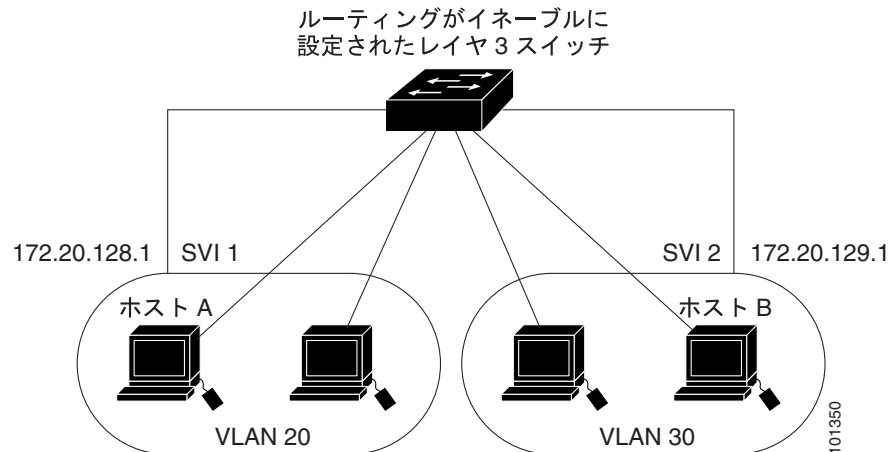 ルーティングがイネーブルに
設定されたレイヤ 3 スイッチ
172.20.128.1 SVI 1
SVI 2 172.20.129.1
ホスト A
ホスト B
VLAN 20
VLAN 30
101350